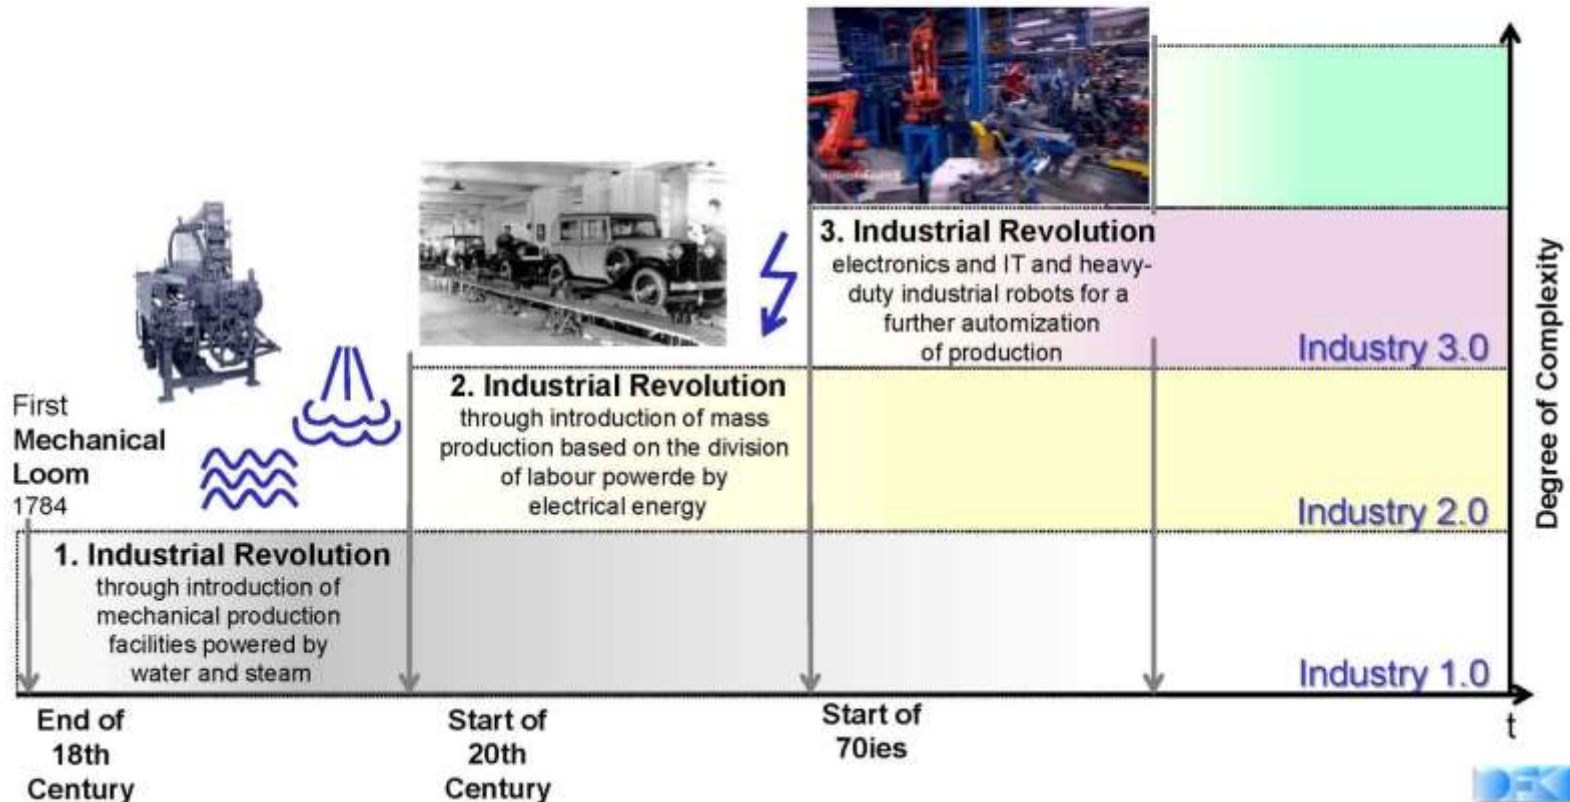 First
Mechanical
Loom
1784
1. Industrial Revolution
through introduction of
mechanical production
facilities powered by
water and steam
2. Industrial Revolution
through introduction of mass
production based on the division
of labour powerde by
electrical energy
3. Industrial Revolution
electronics and IT and heavy-
duty industrial robots for a
further automization
of production
Industry 3.0
Industry 2.0
Industry 1.0
Degree of Complexity
End of
18th
Century
Start of
20th
Century
Start of
70ies
t